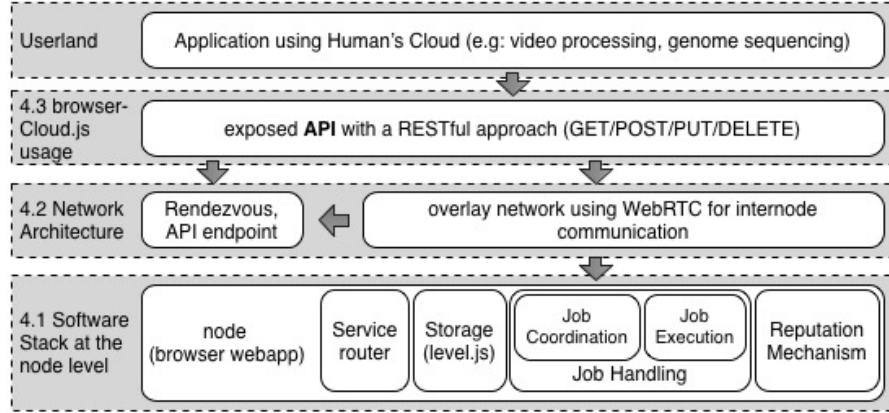 Userland
Application using Human's Cloud (e.g: video processing, genome sequencing)
4.3 browser-
Cloud.js
usage
exposed API with a RESTful approach (GET/POST/PUT/DELETE)
4.2 Network
Architecture
Rendezvous,
API endpoint
overlay network using WebRTC for internode
communication
4.1 Software
Stack at the
node level
node
(browser webapp)
Service
router
Storage
(level.js)
Job
Coordination
Job
Execution
Job Handling
Reputation
Mechanism